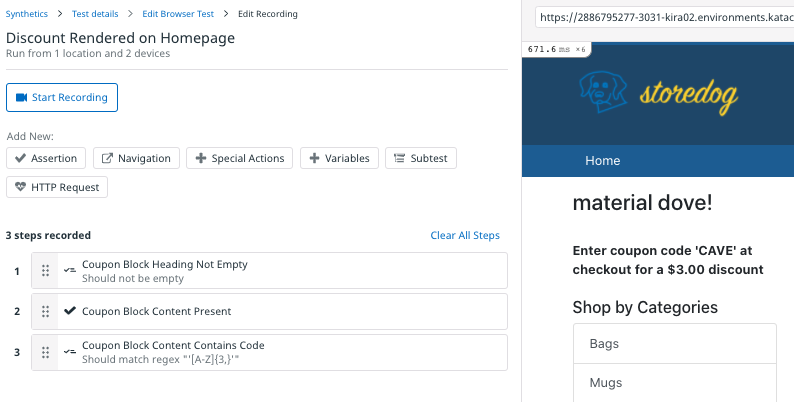 Synthetics > Test details > Edit Browser Test > Edit Recording
Discount Rendered on Homepage
Run from 1 location and 2 devices
Start Recording
Add New:
Assertion Navigation Special Actions Variables Subtest
HTTP Request
3 steps recorded Clear All Steps
1 Coupon Block Heading Not Empty
Should not be empty
2 Coupon Block Content Present
3 Coupon Block Content Contains Code
Should match regex "'[A-Z]{3,}'"
https://2886795277-3031-kira02.environments.katac
671.6 ms ×6
storedog
Home
material dove!
Enter coupon code 'CAVE' at
checkout for a $3.00 discount
Shop by Categories
Bags
Mugs